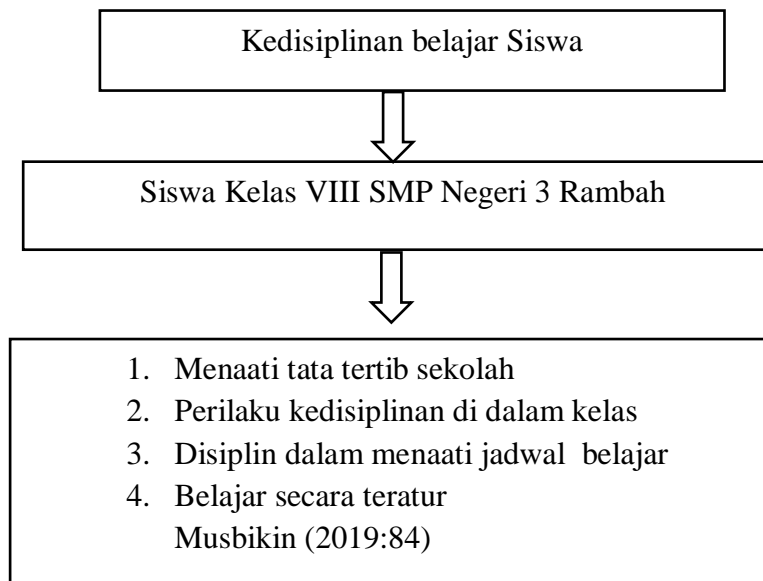 Kedisiplinan belajar Siswa
Siswa Kelas VIII SMP Negeri 3 Rambah
1. Menaati tata tertib sekolah
2. Perilaku kedisiplinan di dalam kelas
3. Disiplin dalam menaati jadwal belajar
4. Belajar secara teratur
Musbikin (2019:84)